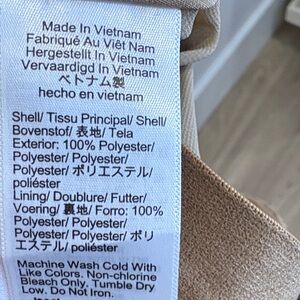 Made In Vietnam
Fabriqué Au Viêt Nam
Hergestellt In Vietnam
Vervaardigd In Vietnam
ベトナム製
hecho en vietnam
Shell/ Tissu Principal/ Shell/
Bovenstof/ 表地/ Tela
Exterior: 100% Polyester/
Polyester/ Polyester/
Polyester/ ポリエステル/
poliéster
Lining/ Doublure/ Futter/
Voering/ 裏地/ Forro: 100%
Polyester/ Polyester/
Polyester/ Polyester/ ポリ
エステル/ poliéster
Machine Wash Cold With
Like Colors. Non-chlorine
Bleach Only. Tumble Dry
Low. Do Not Iron.